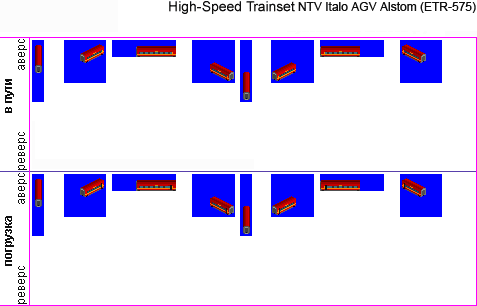 High-Speed Trainset NTV Italo AGV Alstom (ETR-575)
в пути
аверс
реверс
погрузка
аверс
реверс